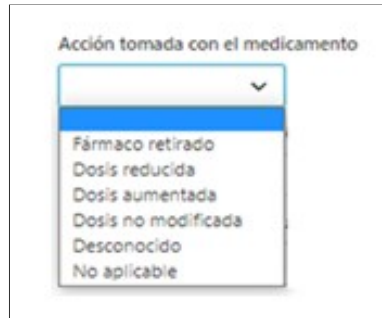 Acción tomada con el medicamento
Fármaco retirado
Dosis reducida
Dosis aumentada
Dosis no modificada
Desconocido
No aplicable